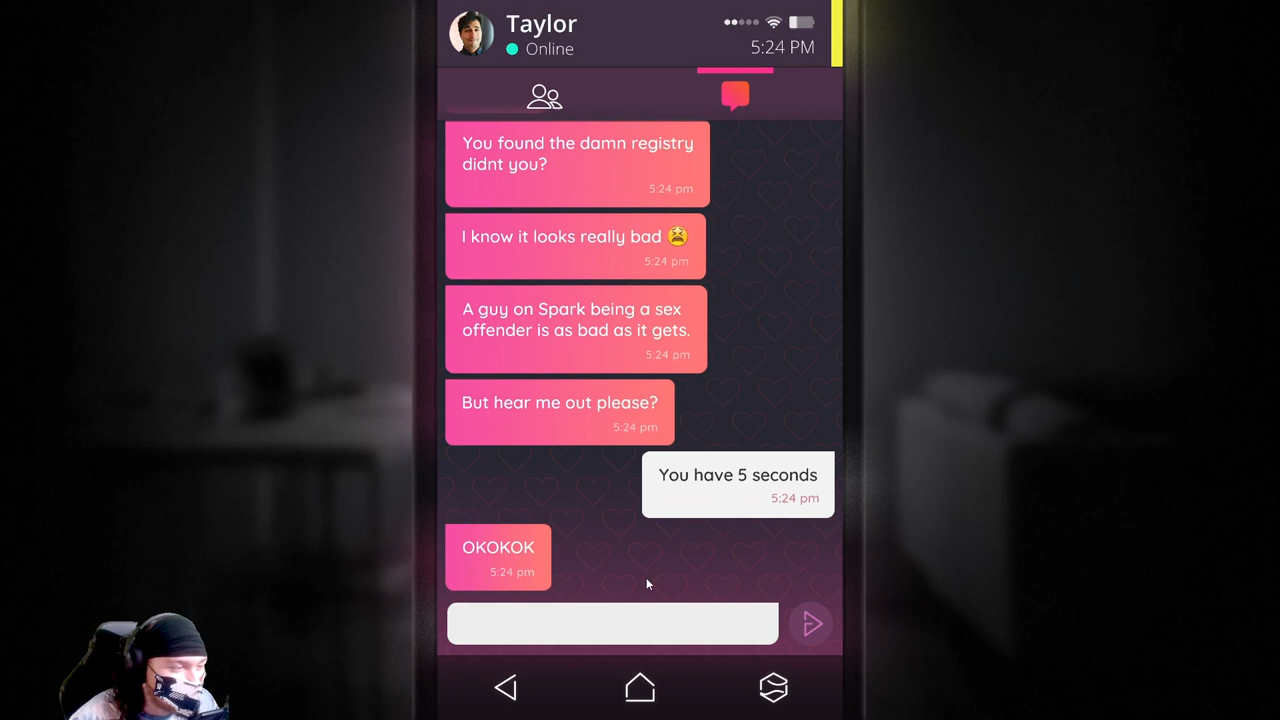 Taylor
Online
5:24 PM
You found the damn registry
didnt you?
5:24 pm
I know it looks really bad 😫
5:24 pm
A guy on Spark being a sex
offender is as bad as it gets.
5:24 pm
But hear me out please?
5:24 pm
You have 5 seconds
5:24 pm
OKOKOK
5:24 pm